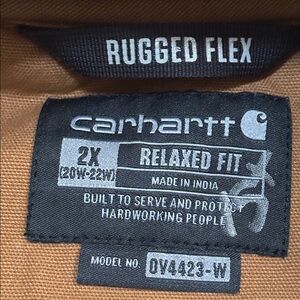 RUGGED FLEX
carhartt
2X
(20W-22W)
RELAXED FIT
MADE IN INDIA
BUILT TO SERVE AND PROTECT
HARDWORKING PEOPLE
MODEL NO. OV4423-W